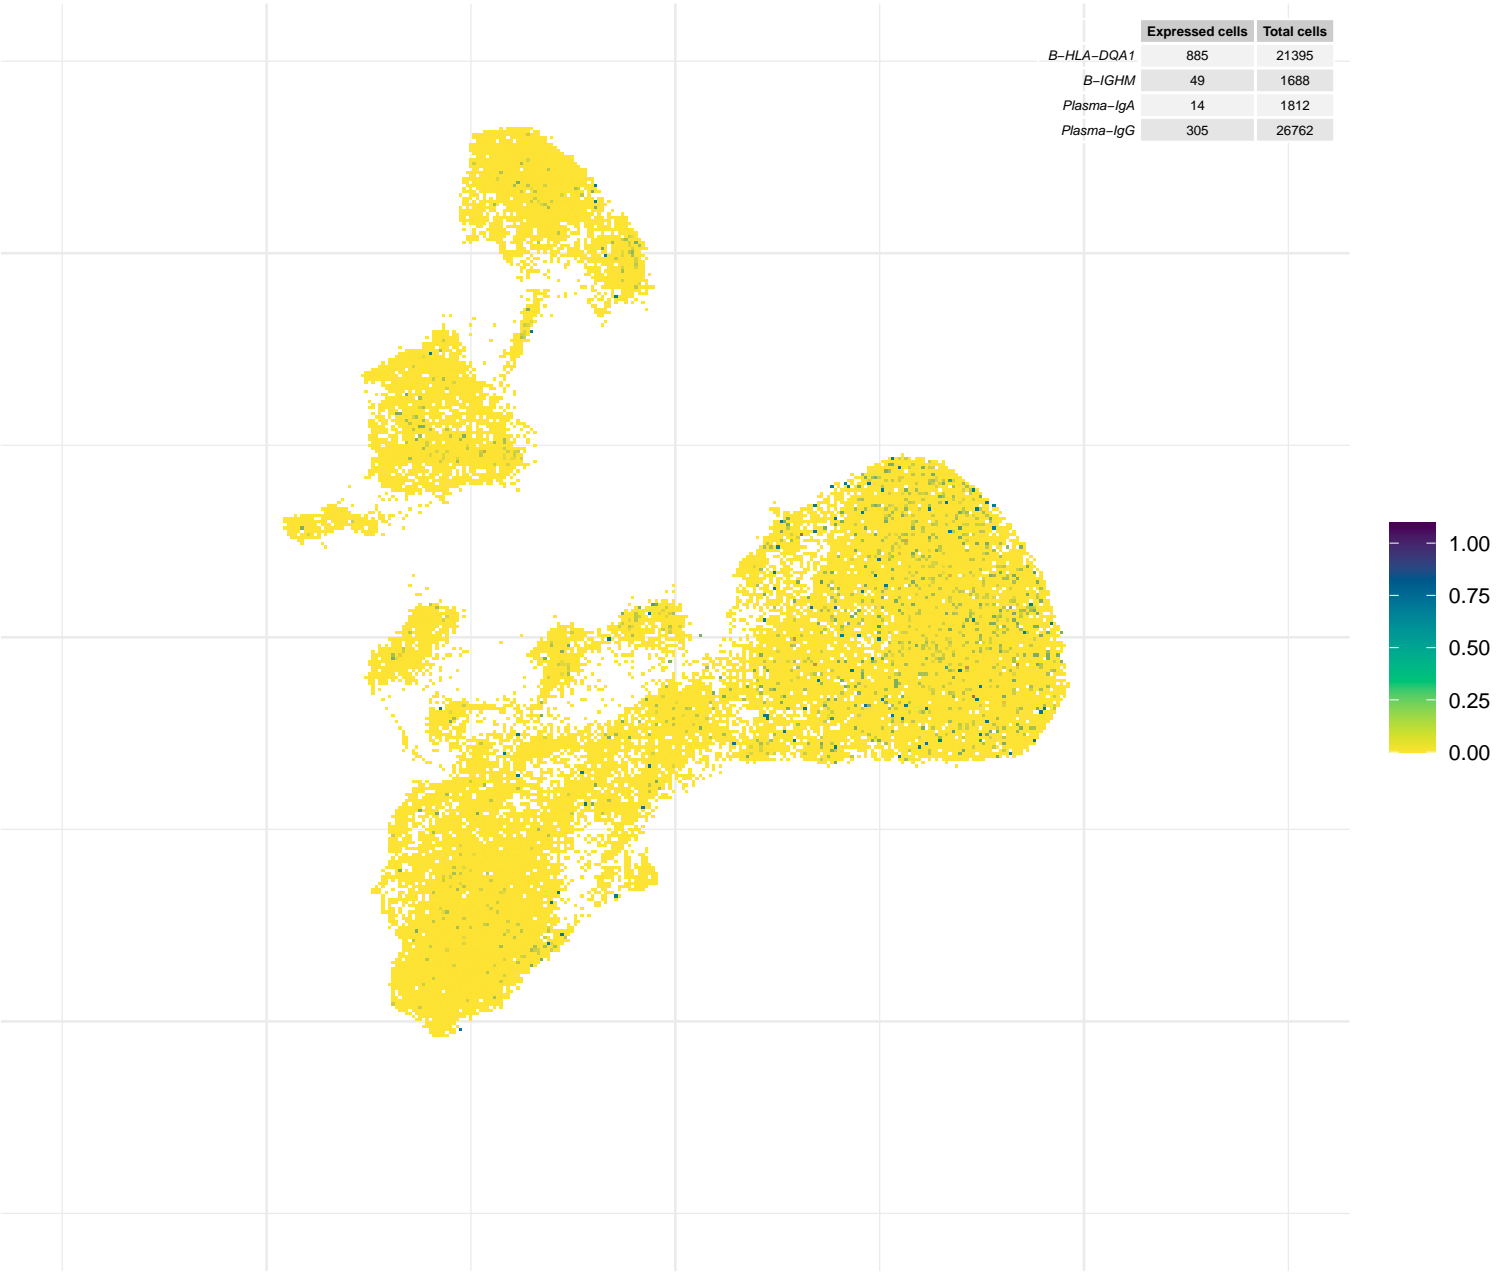 Expressed cells Total cells
B−HLA−DQA1 885 21395
B−IGHM 49 1688
Plasma−IgA 14 1812
Plasma−IgG 305 26762
1.00
0.75
0.50
0.25
0.00